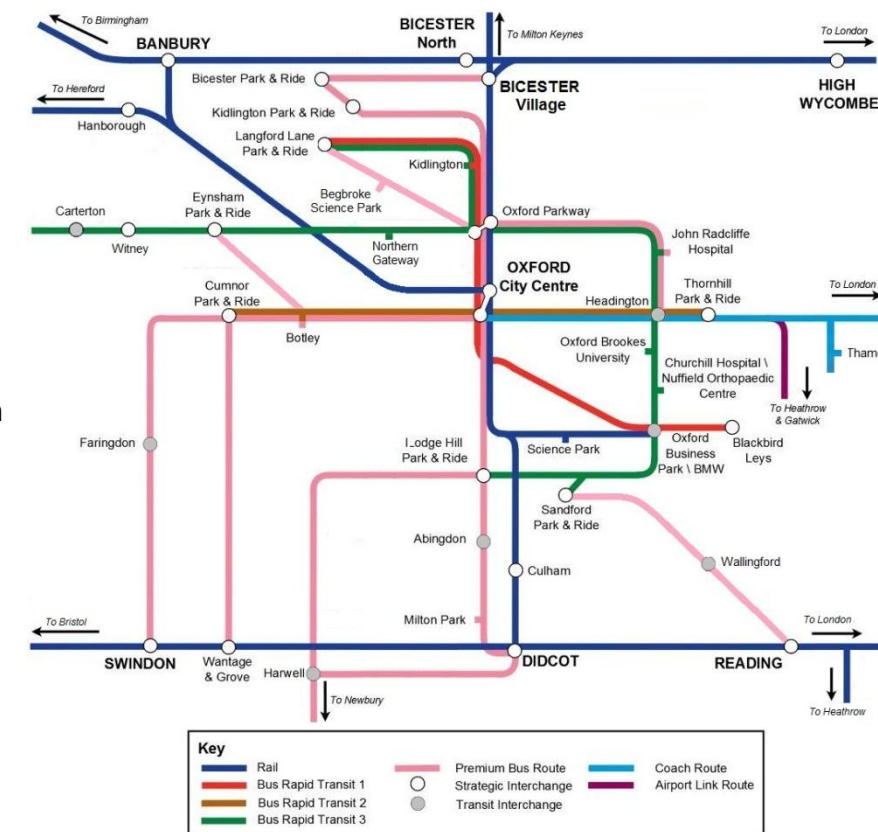 To Birmingham
BANBURY
BICESTER
North
To Milton Keynes
To London
Bicester Park & Ride
BICESTER
Village
HIGH
WYCOMBE
To Hereford
Hanborough
Kidlington Park & Ride
Langford Lane
Park & Ride
Kidlington
Begbroke
Science Park
Carterton
Eynsham
Park & Ride
Oxford Parkway
Witney
Northern
Gateway
John Radcliffe
Hospital
OXFORD
City Centre
Cumnor
Park & Ride
Headington
Thornhill
Park & Ride
To London
Botley
Oxford Brookes
University
Churchill Hospital \
Nuffield Orthopaedic
Centre
Tham
To Heathrow
& Gatwick
n
Faringdon
Lodge Hill
Park & Ride
Science Park
Oxford
Business
Park \ BMW
Blackbird
Leys
Sandford
Park & Ride
Abingdon
Culham
Wallingford
Milton Park
To Bristol
To London
SWINDON
Wantage
& Grove
Harwell
DIDCOT
READING
To Newbury
To Heathrow
Key
Rail
Bus Rapid Transit 1
Bus Rapid Transit 2
Bus Rapid Transit 3
Premium Bus Route
Strategic Interchange
Transit Interchange
Coach Route
Airport Link Route